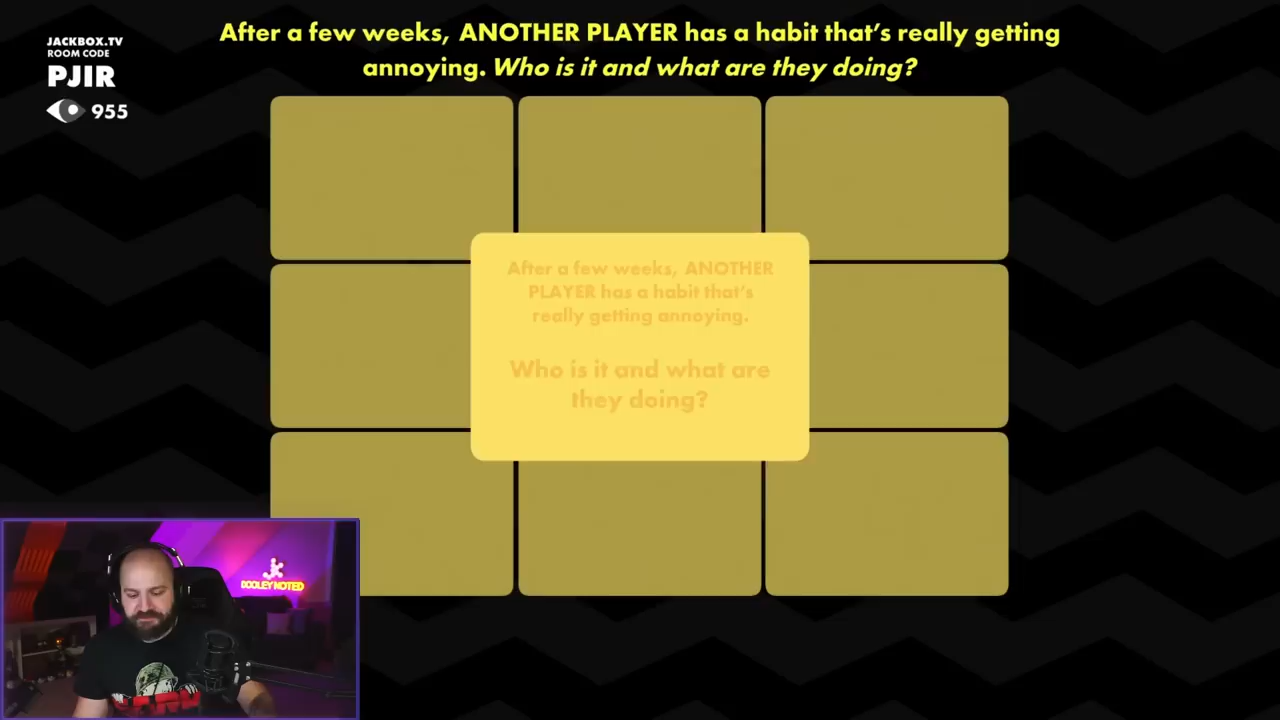 JACKBOX.TV
ROOM CODE
PJIR
955
After a few weeks, ANOTHER PLAYER has a habit that's really getting
annoying. Who is it and what are they doing?
After a few weeks, ANOTHER
PLAYER has a habit that's
really getting annoying.
Who is it and what are
they doing?
DOOLEY NOTED